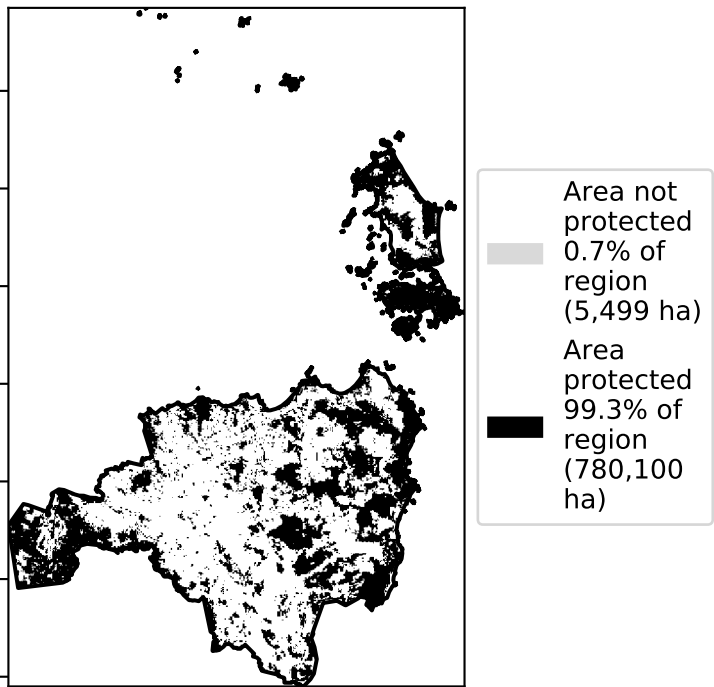 Area not
protected
0.7% of
region
(5,499 ha)
Area
protected
99.3% of
region
(780,100
ha)